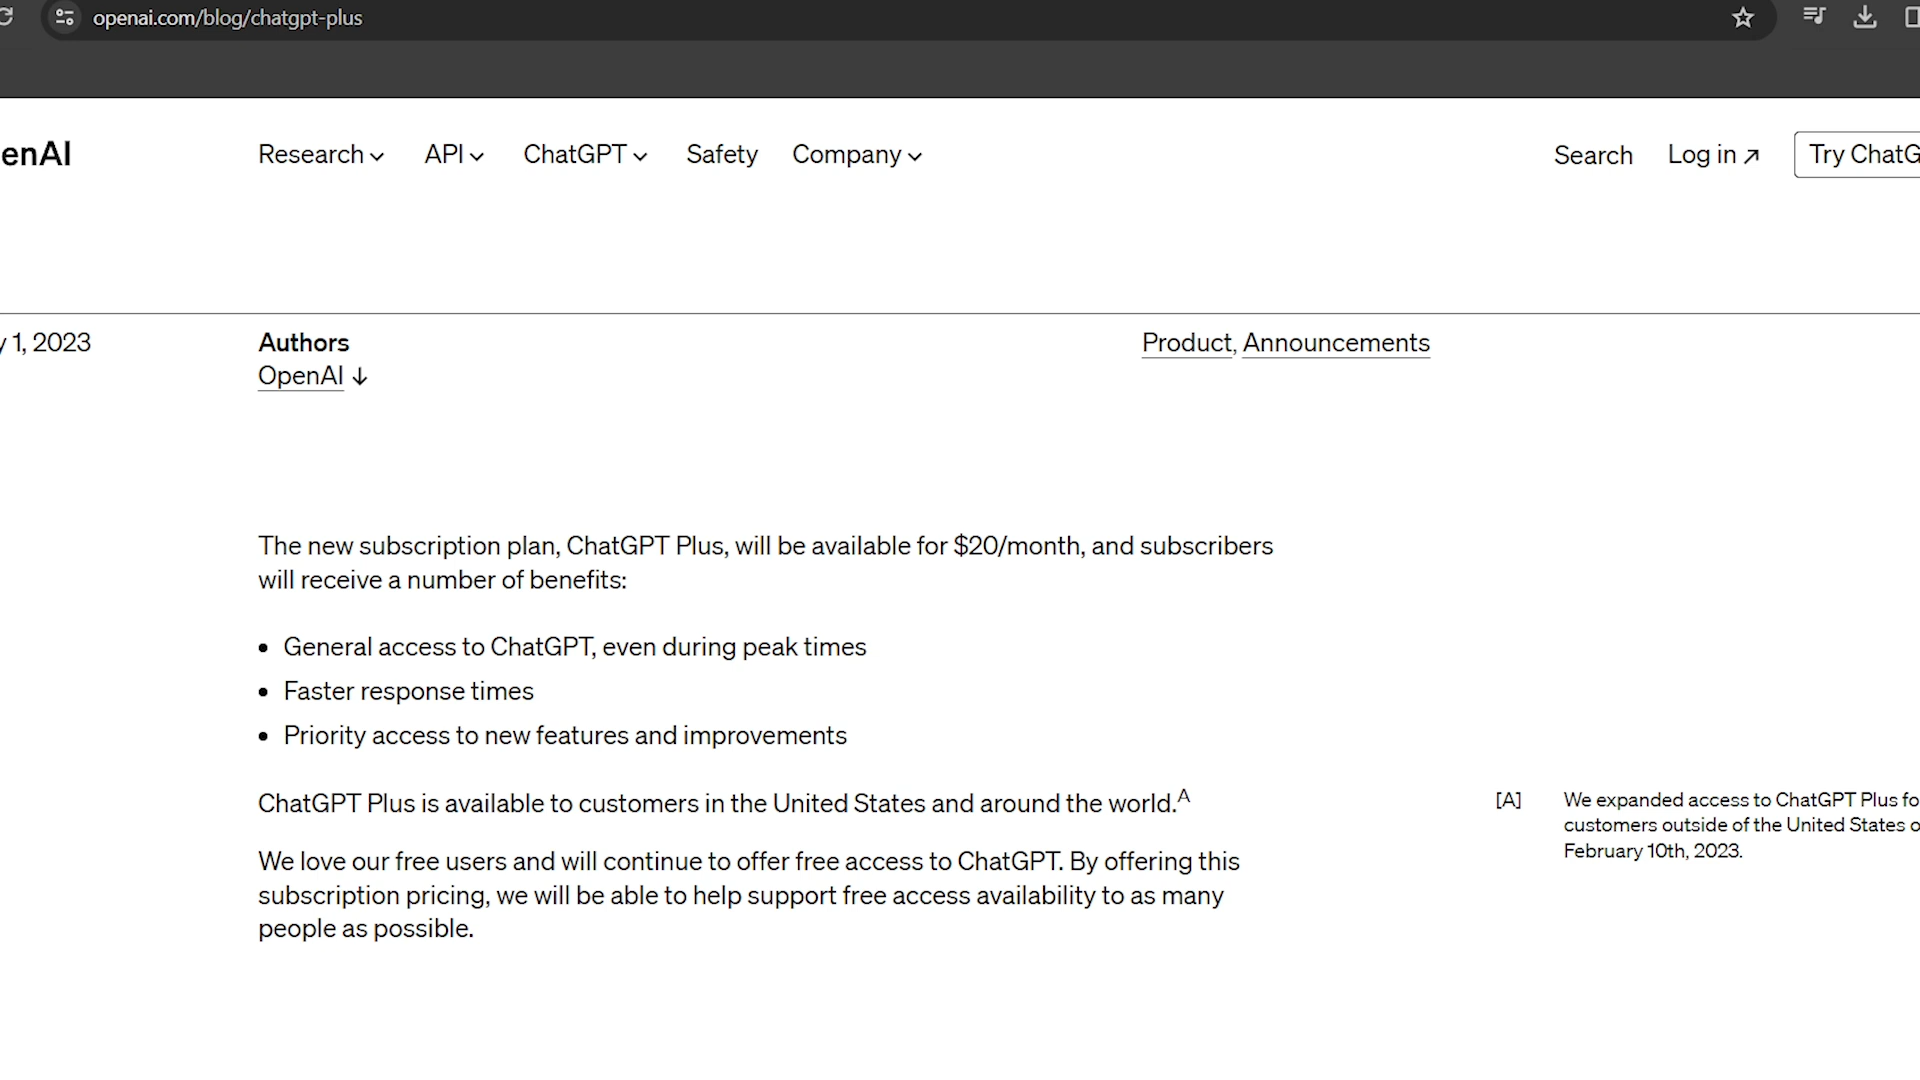 openai.com/blog/chatgpt-plus
enAI Research API ChatGPT Safety Company Search Log in ↗ Try ChatG
y 1, 2023 Authors Product, Announcements
OpenAI ↓
The new subscription plan, ChatGPT Plus, will be available for $20/month, and subscribers
will receive a number of benefits:
• General access to ChatGPT, even during peak times
• Faster response times
• Priority access to new features and improvements
ChatGPT Plus is available to customers in the United States and around the world.A
We love our free users and will continue to offer free access to ChatGPT. By offering this
subscription pricing, we will be able to help support free access availability to as many
people as possible.
[A] We expanded access to ChatGPT Plus fo
customers outside of the United States o
February 10th, 2023.